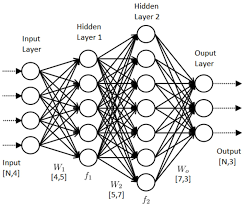 Hidden
Layer 2
Hidden
Layer 1
Input
Layer
Ouput
Layer
Input
[N,4]
W1
[4,5]
f1
W2
[5,7]
f2
Wo
[7,3]
Output
[N,3]